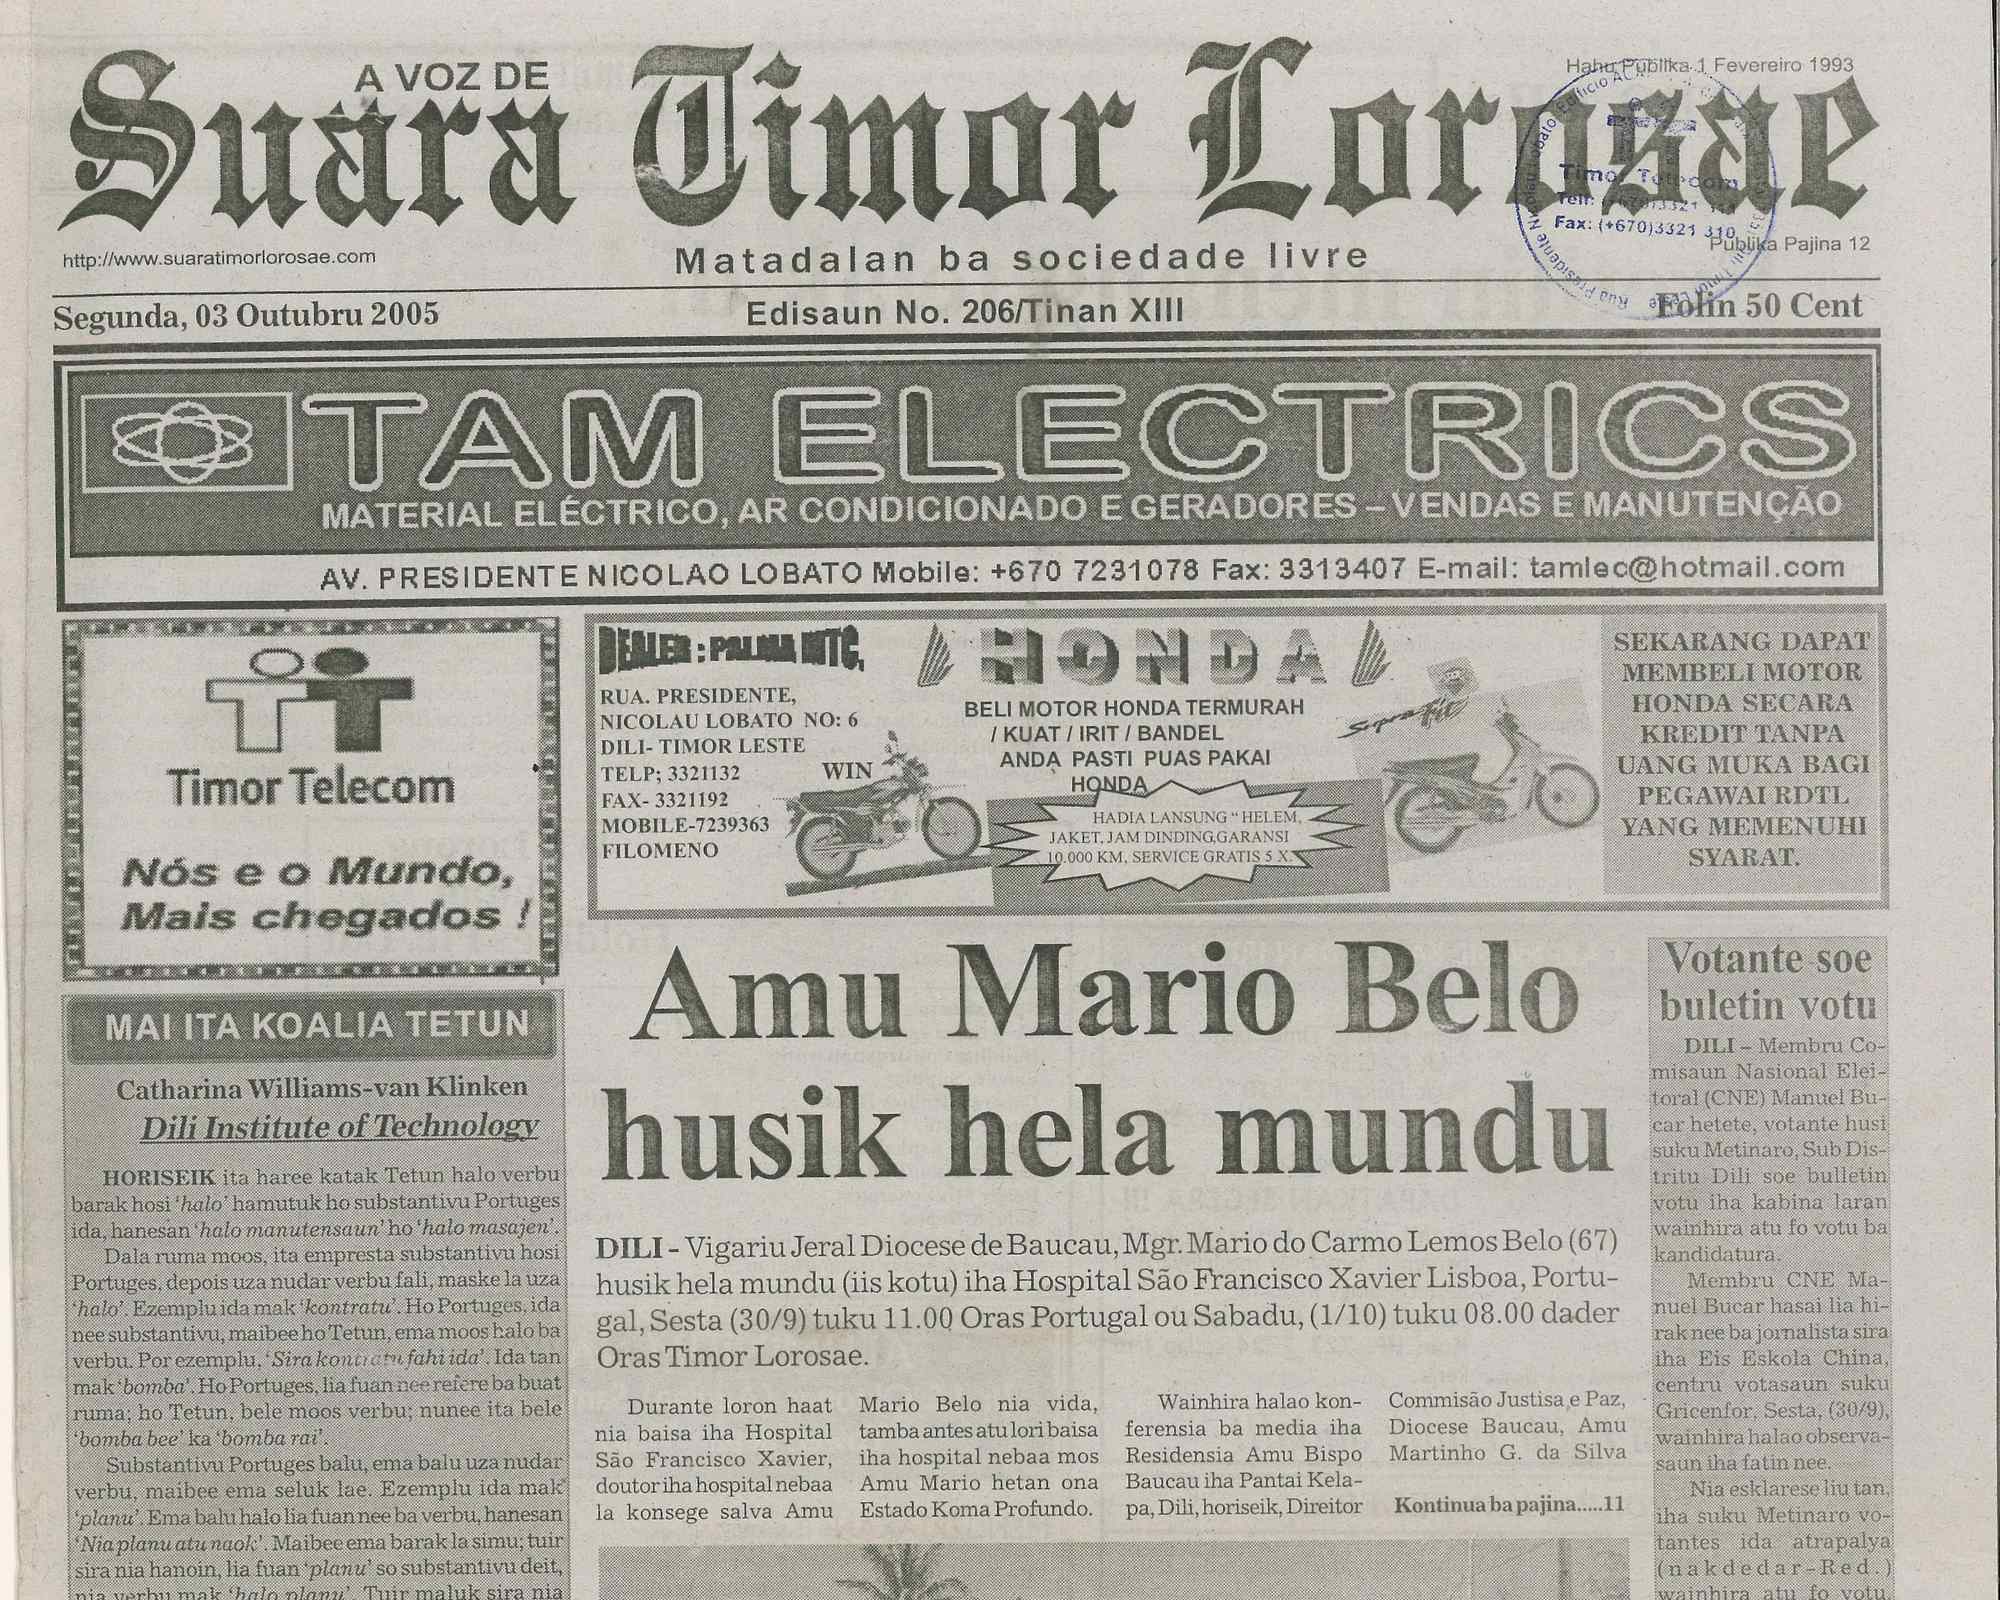 A VOZ DE
Hahu Publika 1 Fevereiro 1993
Suara Timor Lorosae
http://www.suaratimorlorosae.com
Matadalan ba sociedade livre
Publika Pajina 12
Timor Telecom
Fax: (+670)3321 310
Segunda, 03 Outubru 2005
Edisaun No. 206/Tinan XIII
Folin 50 Cent
TAM ELECTRICS
MATERIAL ELÉCTRICO, AR CONDICIONADO E GERADORES – VENDAS E MANUTENÇÃO
AV. PRESIDENTE NICOLAO LOBATO Mobile: +670 7231078 Fax: 3313407 E-mail: tamlec@hotmail.com
Timor Telecom
Nós e o Mundo,
Mais chegados !
DEALER : PALMA MTC,
RUA. PRESIDENTE,
NICOLAU LOBATO NO: 6
DILI- TIMOR LESTE
TELP; 3321132
FAX- 3321192
MOBILE-7239363
FILOMENO
WIN
HONDA
BELI MOTOR HONDA TERMURAH
/ KUAT / IRIT / BANDEL
ANDA PASTI PUAS PAKAI
HONDA
HADIA LANSUNG “ HELEM,
JAKET, JAM DINDING,GARANSI
10.000 KM, SERVICE GRATIS 5 X.
Supra Fit
SEKARANG DAPAT
MEMBELI MOTOR
HONDA SECARA
KREDIT TANPA
UANG MUKA BAGI
PEGAWAI RDTL
YANG MEMENUHI
SYARAT.
MAI ITA KOALIA TETUN
Catharina Williams-van Klinken
Dili Institute of Technology
HORISEIK ita haree katak Tetun halo verbu
barak hosi ‘halo’ hamutuk ho substantivu Portuges
ida, hanesan ‘halo manutensaun’ ho ‘halo masajen’.
Dala ruma moos, ita empresta substantivu hosi
Portuges, depois uza nudar verbu fali, maske la uza
‘halo’. Ezemplu ida mak ‘kontratu’. Ho Portuges, ida
nee substantivu, maibee ho Tetun, ema moos halo ba
verbu. Por ezemplu, ‘Sira kontratu fahi ida’. Ida tan
mak ‘bomba’. Ho Portuges, lia fuan nee refere ba buat
ruma; ho Tetun, bele moos verbu; nunee ita bele
‘bomba bee’ ka ‘bomba rai’.
Substantivu Portuges balu, ema balu uza nudar
verbu, maibee ema seluk lae. Ezemplu ida mak
‘planu’. Ema balu halo lia fuan nee ba verbu, hanesan
‘Nia planu atu naok’. Maibee ema barak la simu; tuir
sira nia hanoin, lia fuan ‘planu’ so substantivu deit,
nia verbu mak ‘halo planu’. Tuir maluk sira nia
Amu Mario Belo
husik hela mundu
DILI - Vigariu Jeral Diocese de Baucau, Mgr. Mario do Carmo Lemos Belo (67)
husik hela mundu (iis kotu) iha Hospital São Francisco Xavier Lisboa, Portu-
gal, Sesta (30/9) tuku 11.00 Oras Portugal ou Sabadu, (1/10) tuku 08.00 dader
Oras Timor Lorosae.
Durante loron haat
nia baisa iha Hospital
São Francisco Xavier,
doutor iha hospital nebaa
la konsege salva Amu
Mario Belo nia vida,
tamba antes atu lori baisa
iha hospital nebaa mos
Amu Mario hetan ona
Estado Koma Profundo.
Wainhira halao kon-
ferensia ba media iha
Residensia Amu Bispo
Baucau iha Pantai Kela-
pa, Dili, horiseik, Direitor
Commisão Justisa e Paz,
Diocese Baucau, Amu
Martinho G. da Silva
Kontinua ba pajina.....11
Votante soe
buletin votu
DILI – Membru Co-
misaun Nasional Elei-
toral (CNE) Manuel Bu-
car hetete, votante husi
suku Metinaro, Sub Dis-
tritu Dili soe bulletin
votu iha kabina laran
wainhira atu fo votu ba
kandidatura.
Membru CNE Ma-
nuel Bucar hasai lia hi-
rak nee ba jornalista sira
iha Eis Eskola China,
centru votasaun suku
Gricenfor, Sesta, (30/9),
wainhira halao observa-
saun iha fatin nee.
Nia esklarese liu tan,
iha suku Metinaro vo-
tantes ida atrapalya
(nakdedar-Red.)
wainhira atu fo votu,